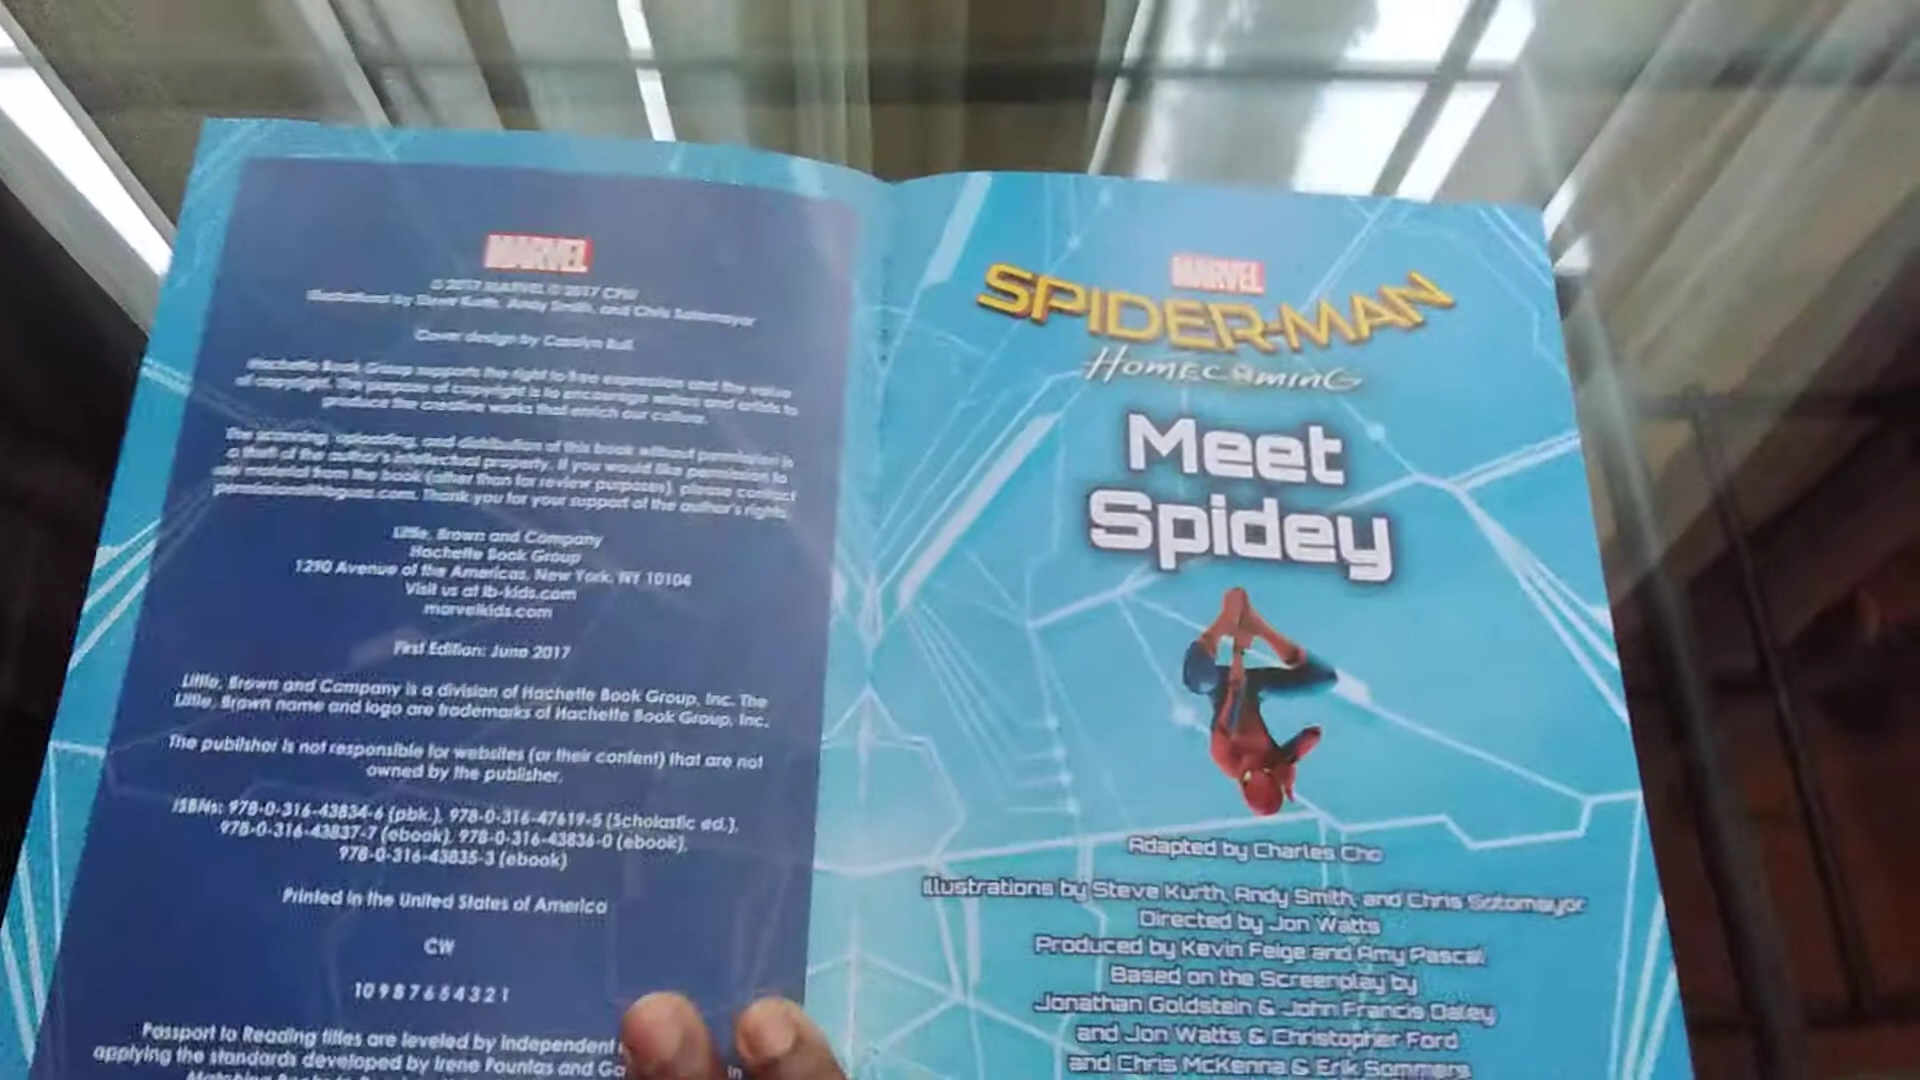 MARVEL
© 2017 MARVEL © 2017 CPII
Illustrations by Steve Kurth, Andy Smith, and Chris Sotomayor
Cover design by Carolyn Bull.
Hachette Book Group supports the right to free expression and the value
of copyright. The purpose of copyright is to encourage writers and artists to
produce the creative works that enrich our culture.
The scanning, uploading, and distribution of this book without permission is
a theft of the author's intellectual property. If you would like permission to
use material from the book (other than for review purposes), please contact
permissions@hbgusa.com. Thank you for your support of the author's rights.
Little, Brown and Company
Hachette Book Group
1290 Avenue of the Americas, New York, NY 10104
Visit us at lb-kids.com
marvelkids.com
First Edition: June 2017
Little, Brown and Company is a division of Hachette Book Group, Inc. The
Little, Brown name and logo are trademarks of Hachette Book Group, Inc.
The publisher is not responsible for websites (or their content) that are not
owned by the publisher.
ISBNs: 978-0-316-43834-6 (pbk.), 978-0-316-47619-5 (Scholastic ed.),
978-0-316-43837-7 (ebook), 978-0-316-43836-0 (ebook),
978-0-316-43835-3 (ebook)
Printed in the United States of America
CW
10 9 8 7 6 5 4 3 2 1
Passport to Reading titles are leveled by independent
applying the standards developed by Irene Fountas and Ga in
MARVEL
SPIDER-MAN
HOMECOMING
Meet
Spidey
Adapted by Charles Cho
Illustrations by Steve Kurth, Andy Smith, and Chris Sotomayor
Directed by Jon Watts
Produced by Kevin Feige and Amy Pascal
Based on the Screenplay by
Jonathan Goldstein & John Francis Daley
and Jon Watts & Christopher Ford
and Chris McKenna & Erik Sommers